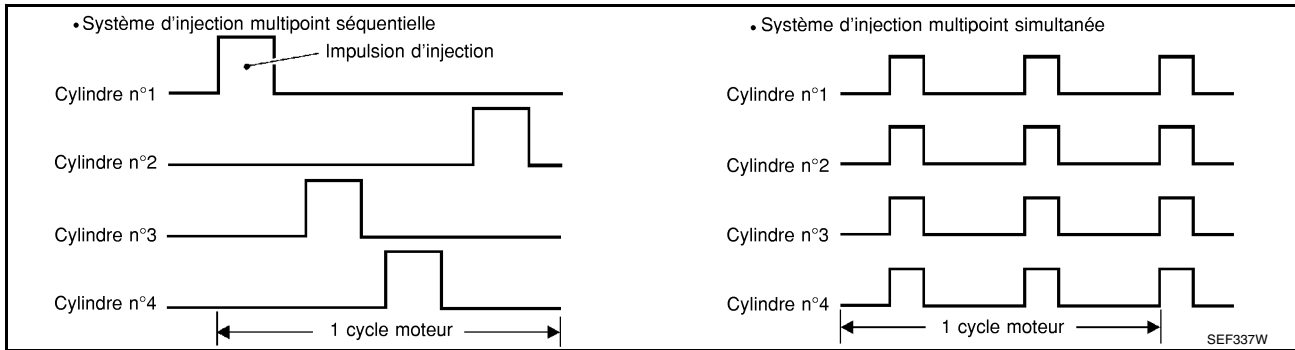 • Système d'injection multipoint séquentielle
Impulsion d'injection
Cylindre n°1
Cylindre n°2
Cylindre n°3
Cylindre n°4
1 cycle moteur
• Système d'injection multipoint simultanée
Cylindre n°1
Cylindre n°2
Cylindre n°3
Cylindre n°4
1 cycle moteur
SEF337W